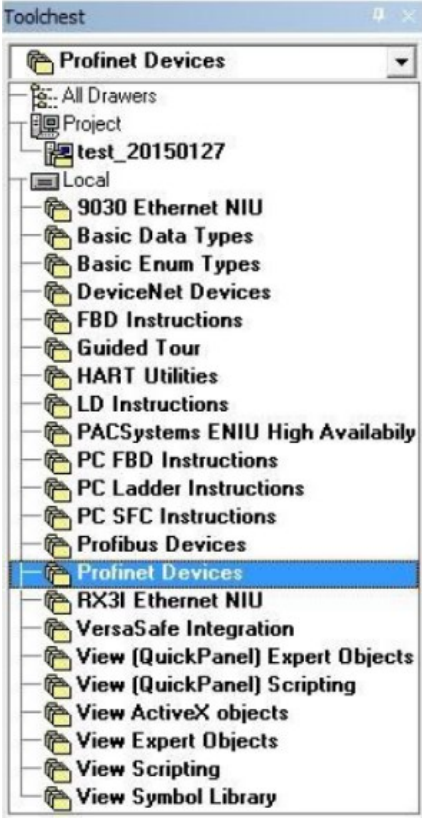 Toolchest
Profinet Devices
All Drawers
Project
test_20150127
Local
9030 Ethernet NIU
Basic Data Types
Basic Enum Types
DeviceNet Devices
FBD Instructions
Guided Tour
HART Utilities
LD Instructions
PACSystems ENIU High Availabily
PC FBD Instructions
PC Ladder Instructions
PC SFC Instructions
Profibus Devices
Profinet Devices
RX3I Ethernet NIU
VersaSafe Integration
View (QuickPanel) Expert Objects
View (QuickPanel) Scripting
View ActiveX objects
View Expert Objects
View Scripting
View Symbol Library